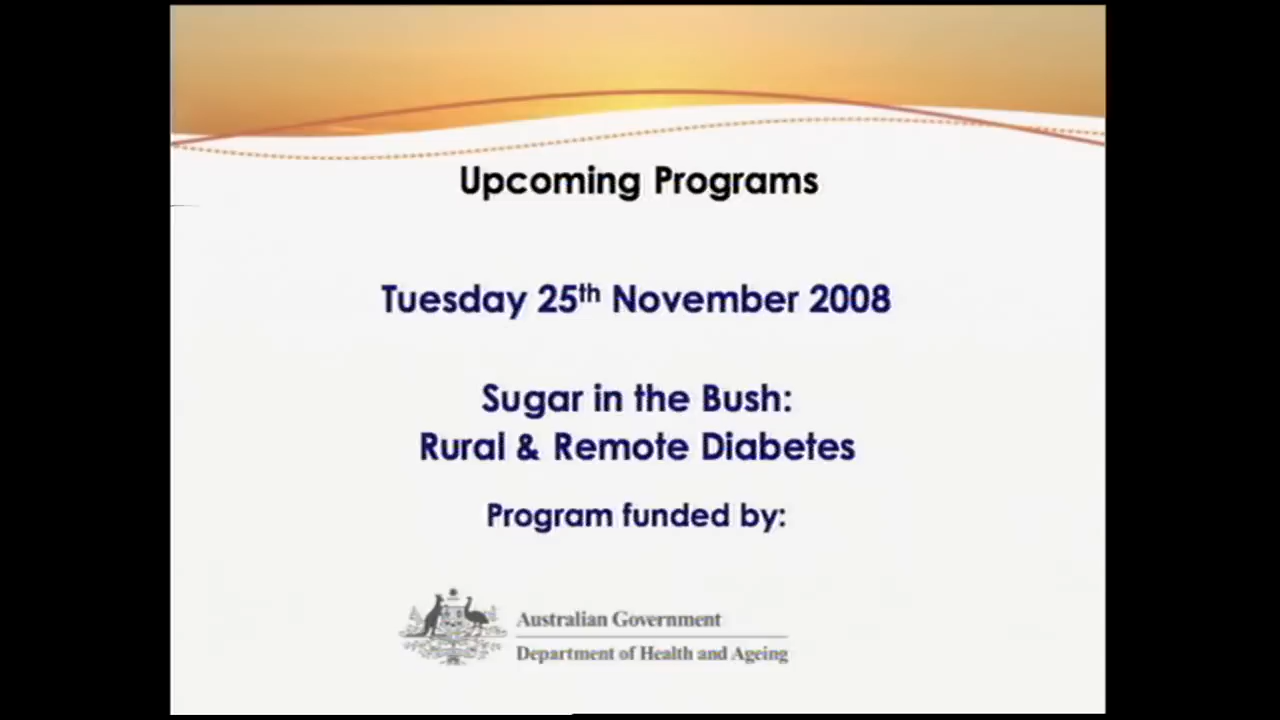 Upcoming Programs
Tuesday 25th November 2008
Sugar in the Bush:
Rural & Remote Diabetes
Program funded by:
Australian Government
Department of Health and Ageing